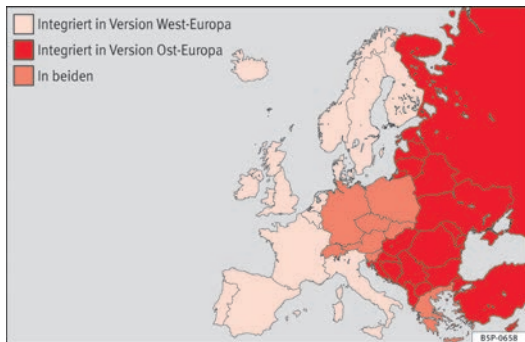 Integriert in Version West-Europa
Integriert in Version Ost-Europa
In beiden
B5P-0658